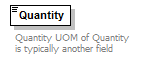 Quantity
Quantity UOM of Quantity
is typically another field